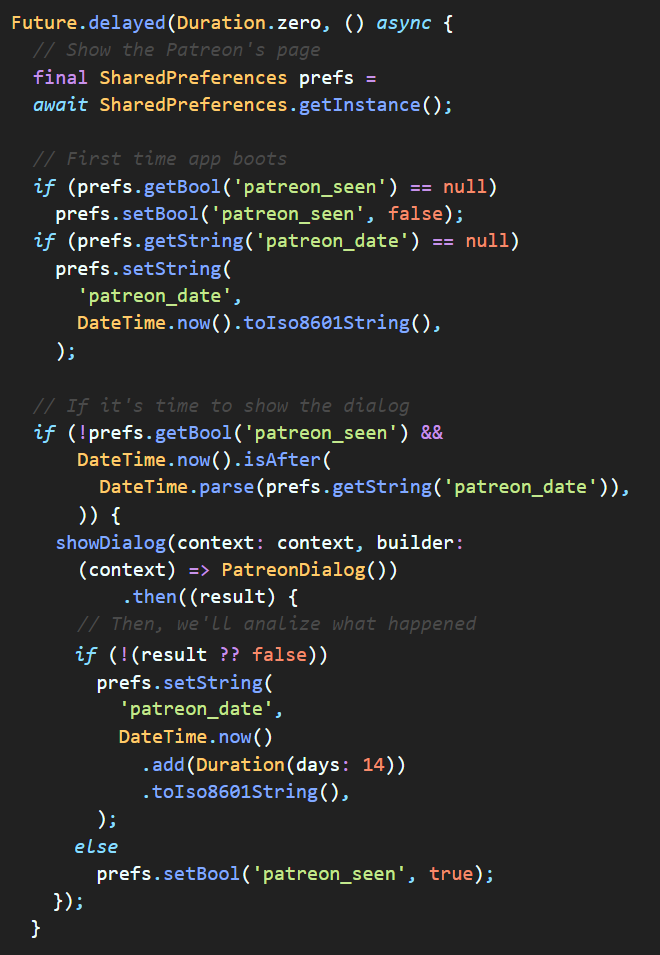 Future.delayed(Duration.zero, () async {
  // Show the Patreon's page
  final SharedPreferences prefs =
  await SharedPreferences.getInstance();

  // First time app boots
  if (prefs.getBool('patreon_seen') == null)
    prefs.setBool('patreon_seen', false);
  if (prefs.getString('patreon_date') == null)
    prefs.setString(
      'patreon_date',
      DateTime.now().toIso8601String(),
    );

  // If it's time to show the dialog
  if (!prefs.getBool('patreon_seen') &&
      DateTime.now().isAfter(
        DateTime.parse(prefs.getString('patreon_date')),
      )) {
    showDialog(context: context, builder:
      (context) => PatreonDialog())
          .then((result) {
      // Then, we'll analize what happened
      if (!(result ?? false))
        prefs.setString(
          'patreon_date',
          DateTime.now()
            .add(Duration(days: 14))
            .toIso8601String(),
        );
      else
        prefs.setBool('patreon_seen', true);
    });
  }